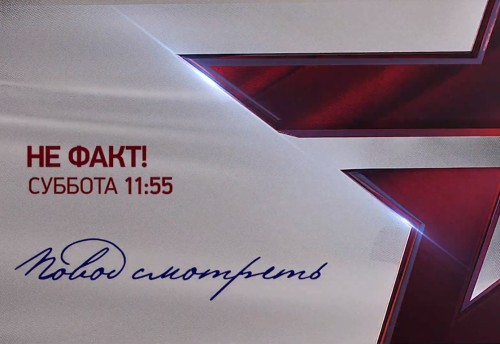 НЕ ФАКТ!
СУББОТА 11:55
Повод смотреть